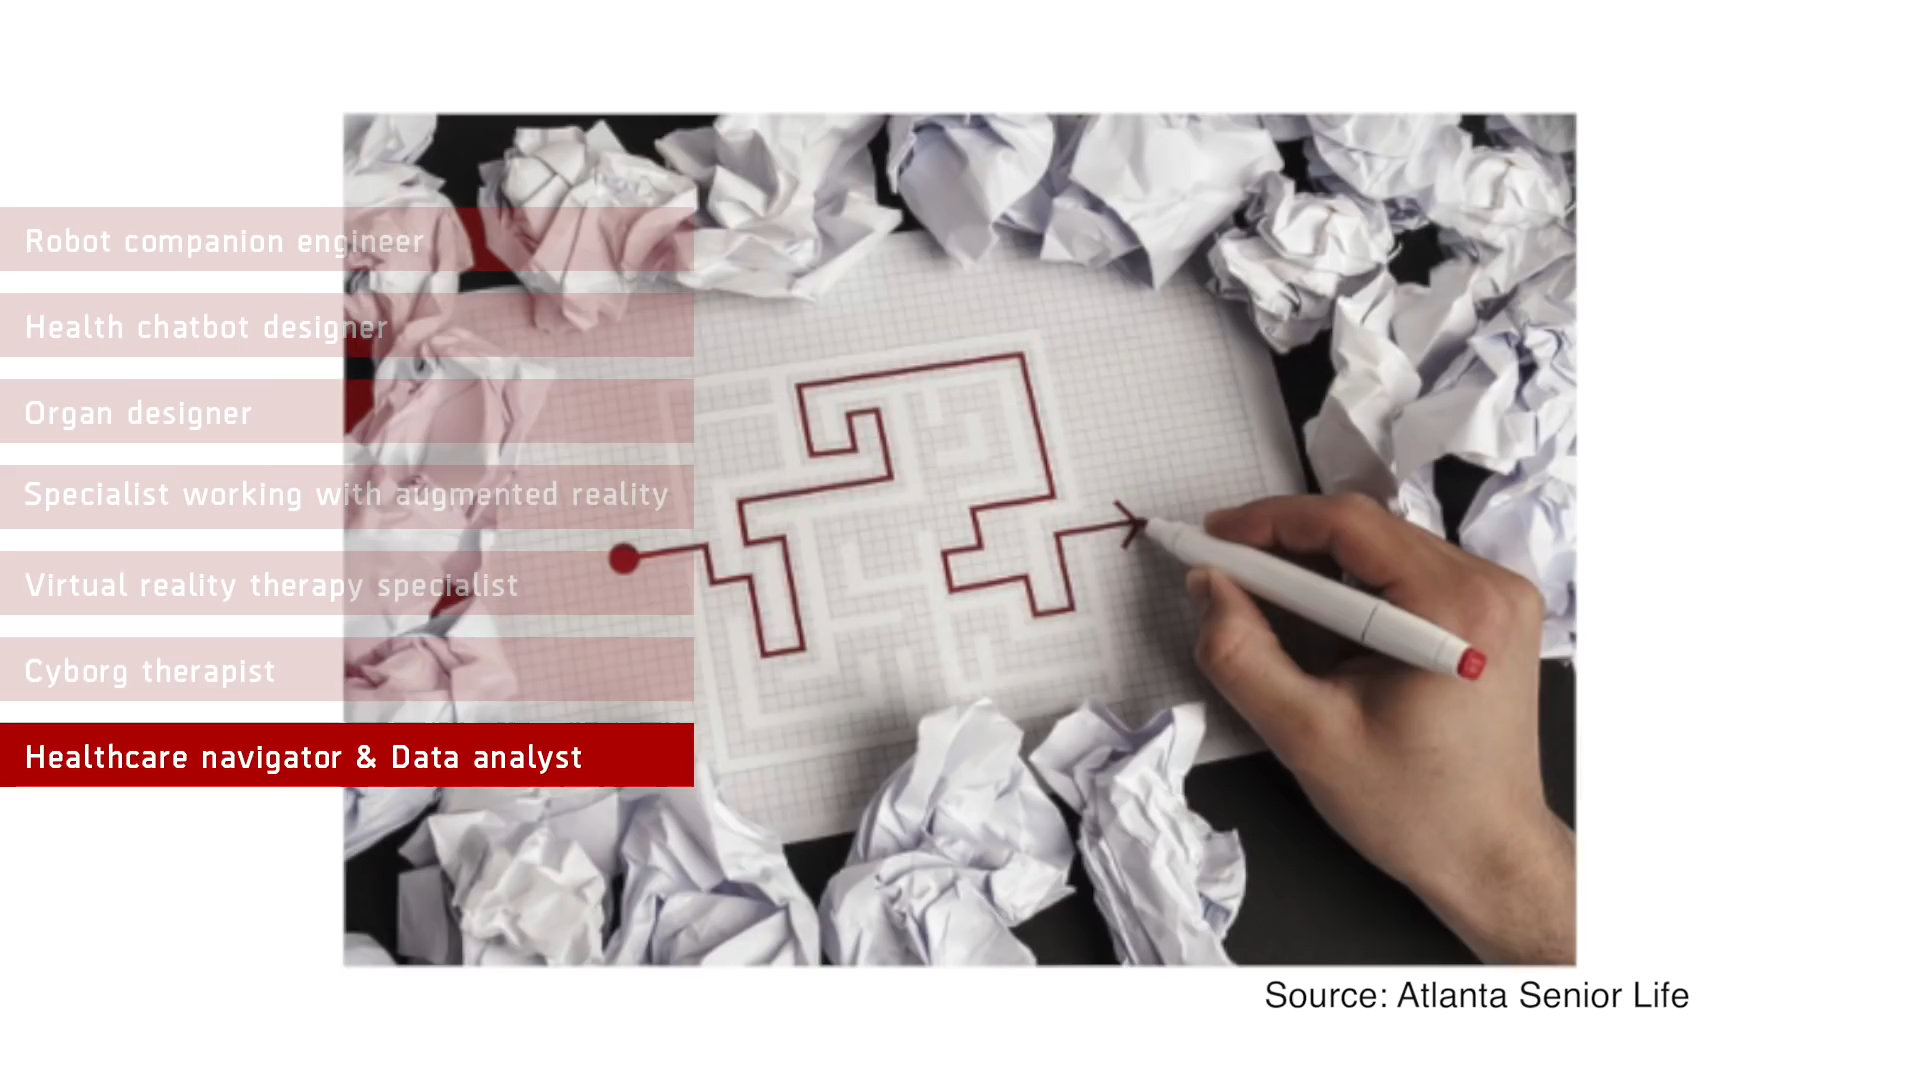 Robot companion engineer
Health chatbot designer
Organ designer
Specialist working with augmented reality
Virtual reality therapy specialist
Cyborg therapist
Healthcare navigator & Data analyst
Source: Atlanta Senior Life